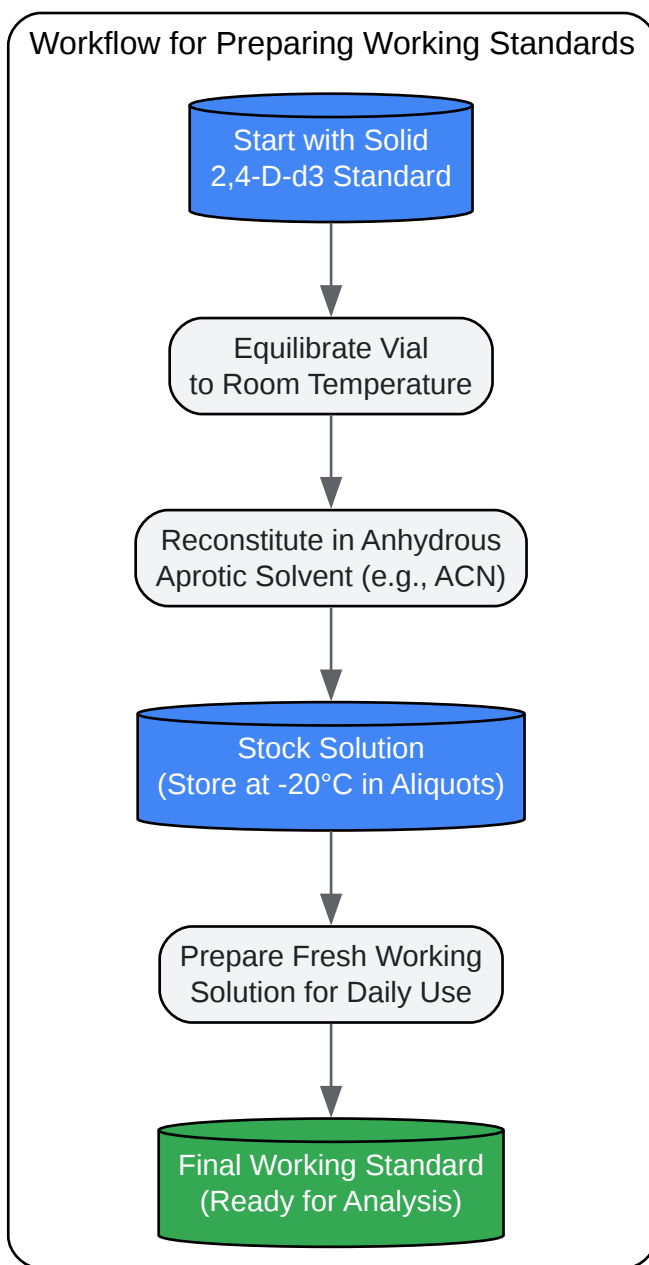 Workflow for Preparing Working Standards
Start with Solid
2,4-D-d3 Standard
Equilibrate Vial
to Room Temperature
Reconstitute in Anhydrous
Aprotic Solvent (e.g., ACN)
Stock Solution
(Store at -20°C in Aliquots)
Prepare Fresh Working
Solution for Daily Use
Final Working Standard
(Ready for Analysis)